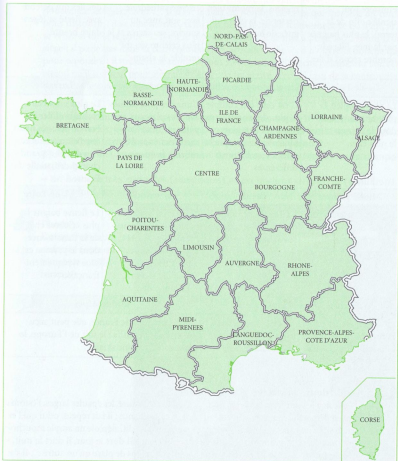 NORD-PAS-
DE-CALAIS
HAUTE-
NORMANDIE
PICARDIE
BASSE-
NORMANDIE
BRETAGNE
ILE DE
FRANCE
CHAMPAGNE
ARDENNES
LORRAINE
ALSACE
PAYS DE
LA LOIRE
CENTRE
BOURGOGNE
FRANCHE-
COMTE
POITOU-
CHARENTES
LIMOUSIN
AUVERGNE
RHONE-
ALPES
AQUITAINE
MIDI-
PYRENEES
LANGUEDOC-
ROUSSILLON
PROVENCE-ALPES-
COTE D'AZUR
CORSE